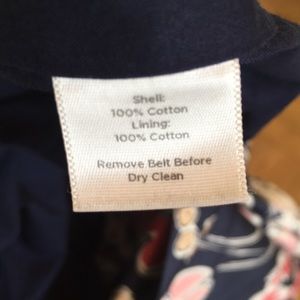 Shell:
100% Cotton
Lining:
100% Cotton
Remove Belt Before
Dry Clean